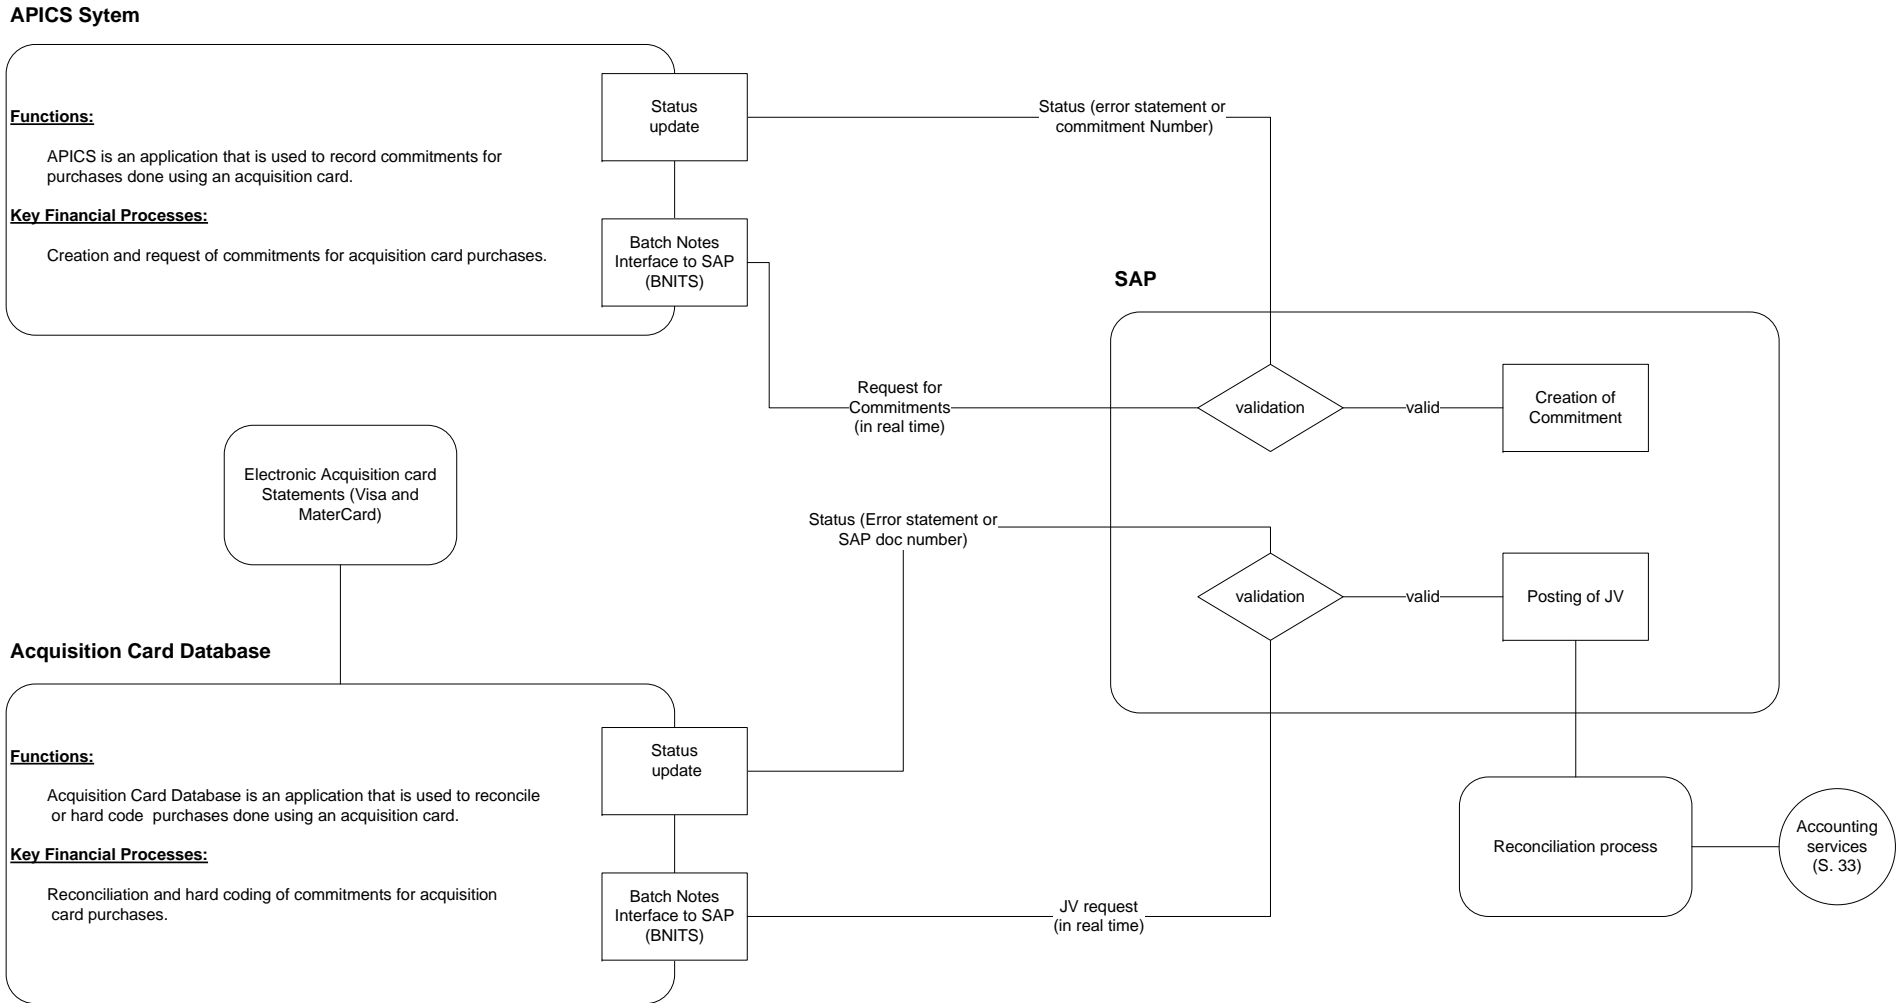 APICS Sytem
Functions:
APICS is an application that is used to record commitments for
purchases done using an acquisition card.
Key Financial Processes:
Creation and request of commitments for acquisition card purchases.
Status
update
Batch Notes
Interface to SAP
(BNITS)
Status (error statement or
commitment Number)
Request for
Commitments
(in real time)
SAP
validation
valid
Creation of
Commitment
Electronic Acquisition card
Statements (Visa and
MaterCard)
Status (Error statement or
SAP doc number)
validation
valid
Posting of JV
Acquisition Card Database
Functions:
Acquisition Card Database is an application that is used to reconcile
or hard code purchases done using an acquisition card.
Key Financial Processes:
Reconciliation and hard coding of commitments for acquisition
card purchases.
Status
update
Batch Notes
Interface to SAP
(BNITS)
JV request
(in real time)
Reconciliation process
Accounting
services
(S. 33)